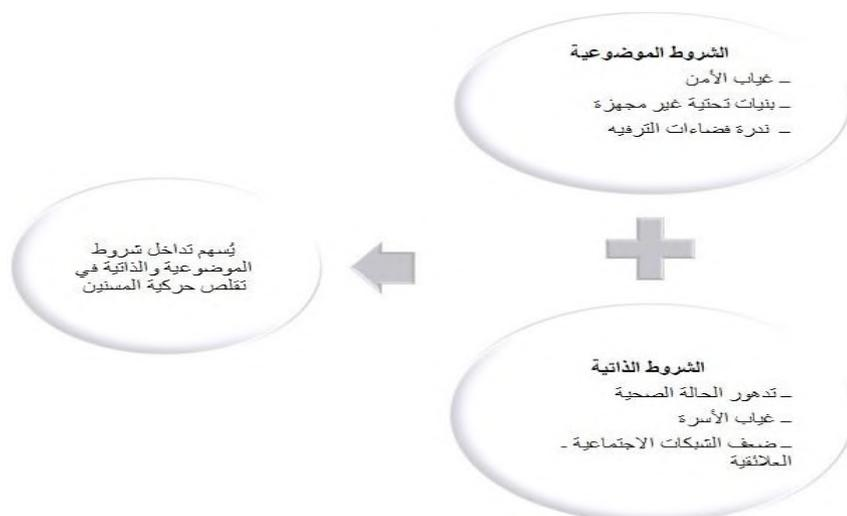 الشروط الموضوعية
_ غياب الأمن
_ بنيات تحتية غير مجهزة
_ ندرة فضاءات الترفيه
يُسهم تداخل شروط
الموضوعية والذاتية في
تقلص حركية المسنين
الشروط الذاتية
_ تدهور الحالة الصحية
_ غياب الأسرة
_ ضعف الشبكات الاجتماعية -
العلائقية